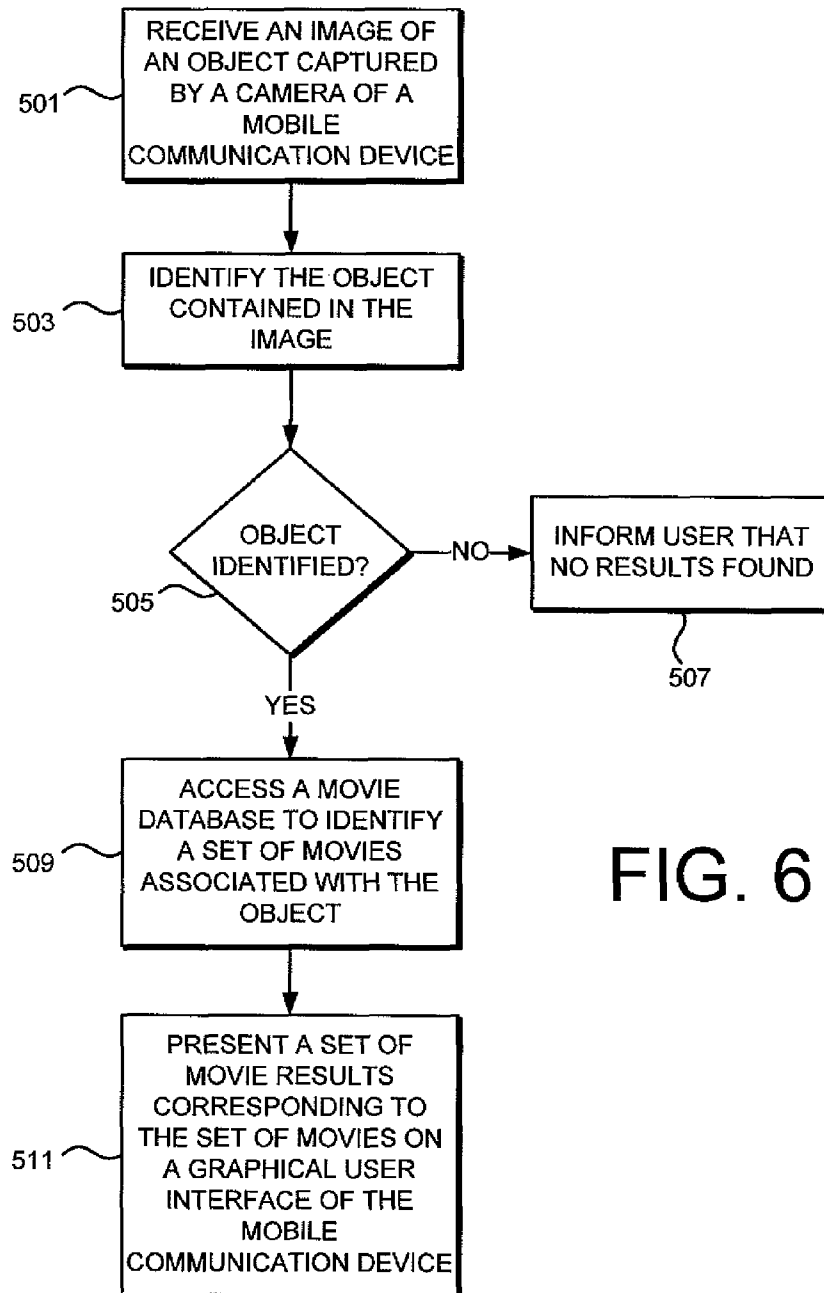 RECEIVE AN IMAGE OF
AN OBJECT CAPTURED
BY A CAMERA OF A
MOBILE
COMMUNICATION DEVICE
501
IDENTIFY THE OBJECT
CONTAINED IN THE
IMAGE
503
OBJECT
IDENTIFIED?
505
NO
INFORM USER THAT
NO RESULTS FOUND
507
YES
ACCESS A MOVIE
DATABASE TO IDENTIFY
A SET OF MOVIES
ASSOCIATED WITH THE
OBJECT
509
FIG. 6
PRESENT A SET OF
MOVIE RESULTS
CORRESPONDING TO
THE SET OF MOVIES ON
A GRAPHICAL USER
INTERFACE OF THE
MOBILE
COMMUNICATION DEVICE
511